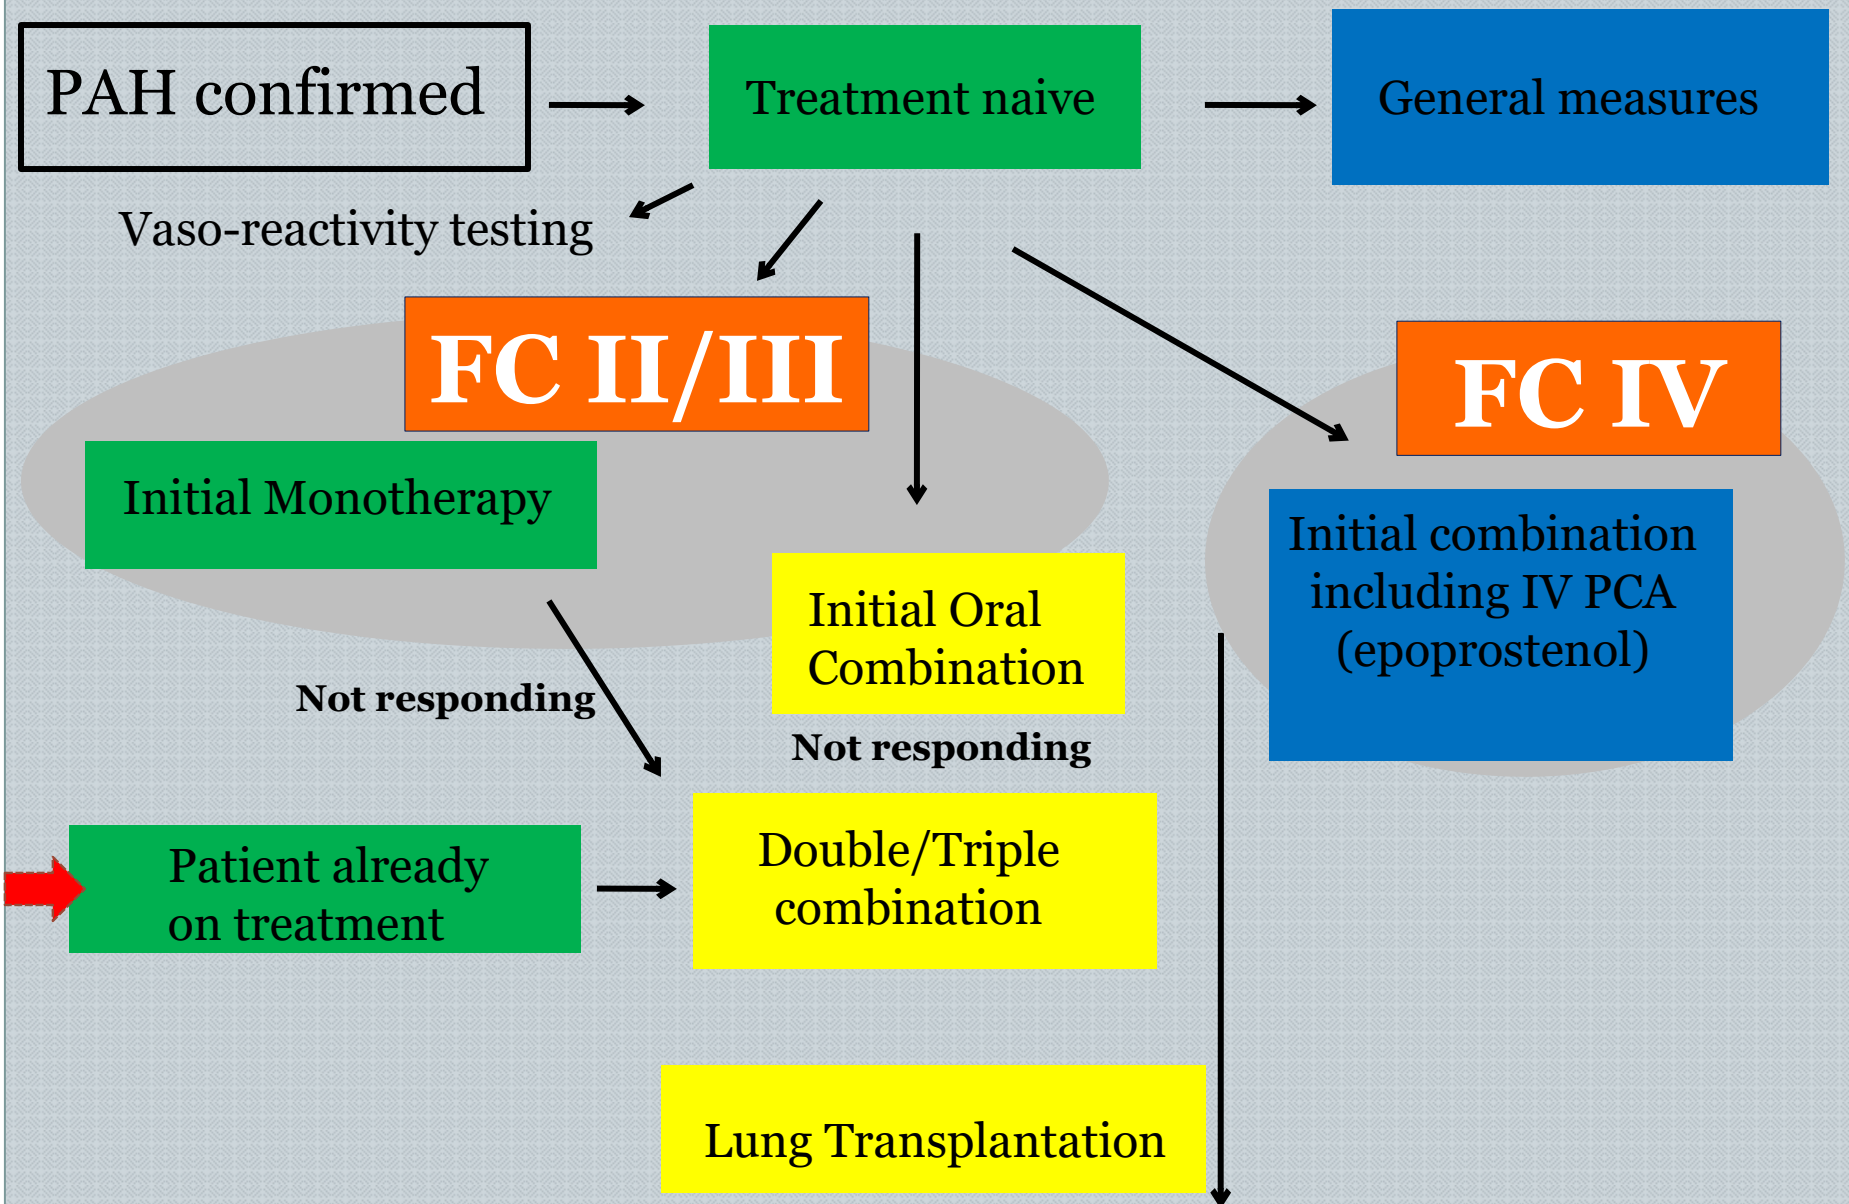 PAH confirmed
Treatment naive
General measures
Vaso-reactivity testing
FC II/III
FC IV
Initial Monotherapy
Initial combination
including IV PCA
(epoprostenol)
Initial Oral
Combination
Not responding
Not responding
Patient already
on treatment
Double/Triple
combination
Lung Transplantation